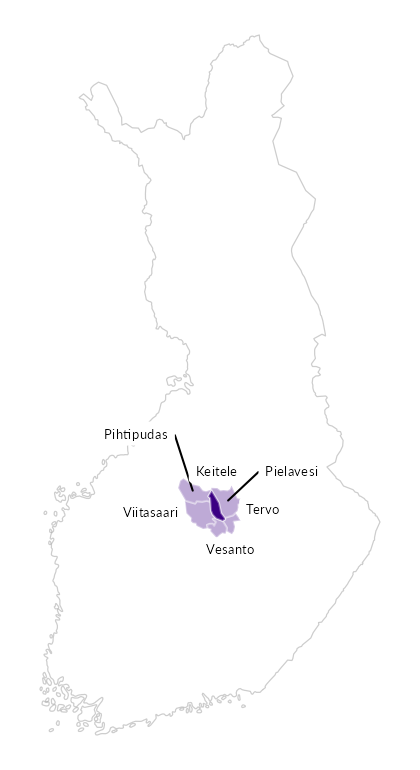 Pihtipudas
Keitele
Pielavesi
Viitasaari
Tervo
Vesanto